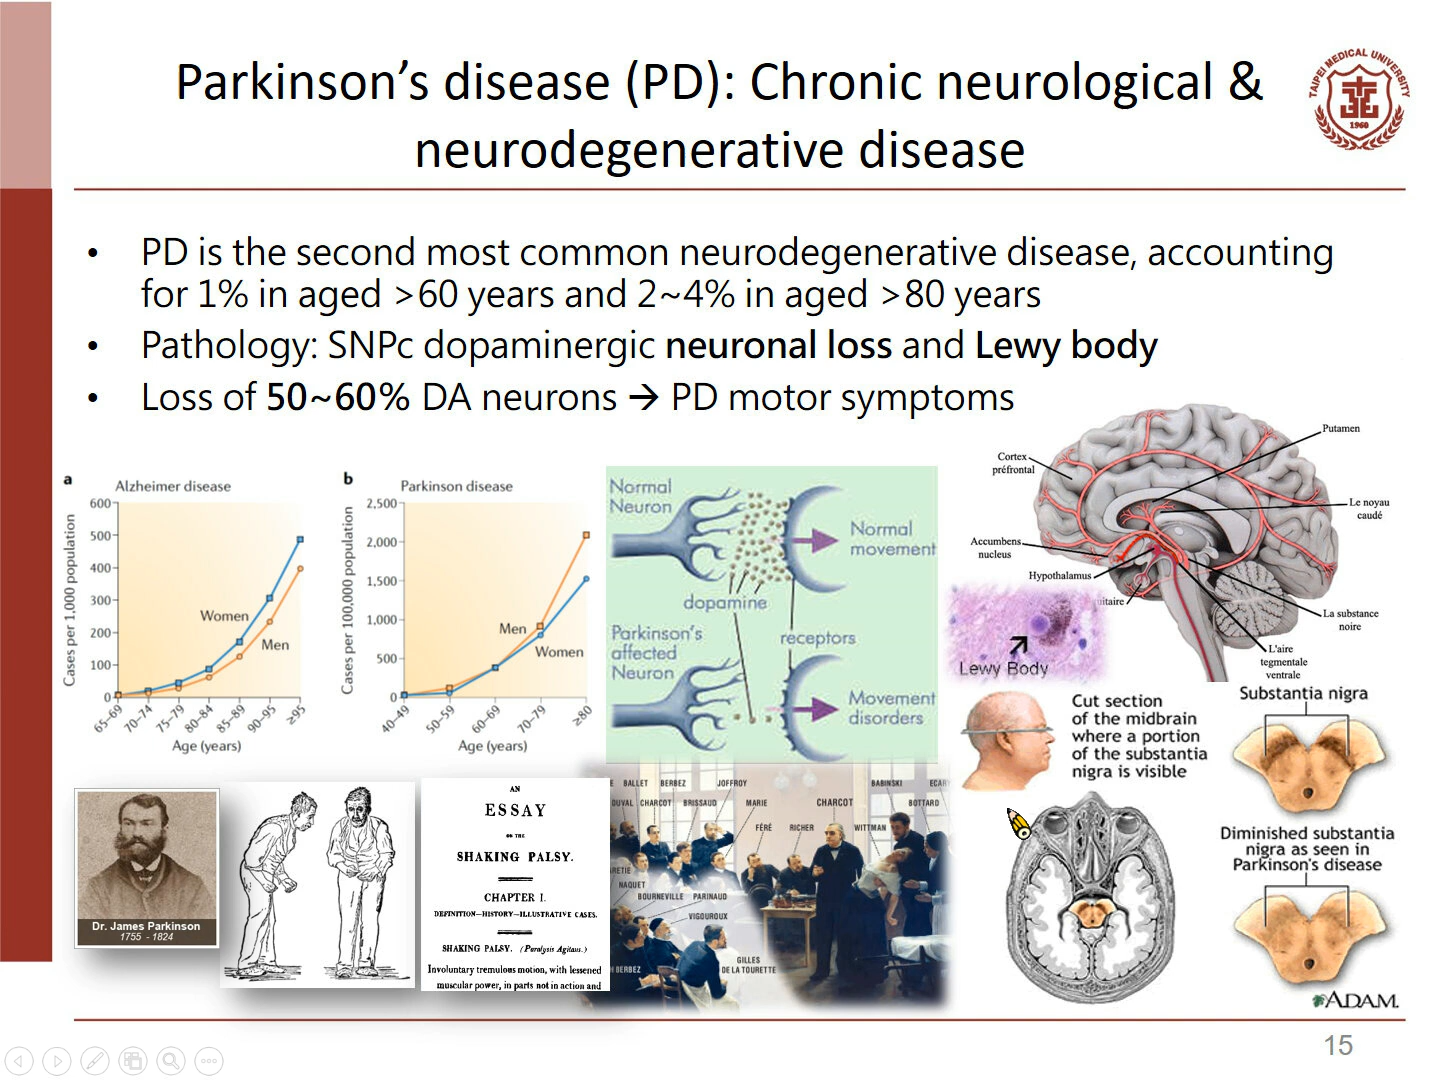 Parkinson's disease (PD): Chronic neurological &
neurodegenerative disease
TAIPEI MEDICAL UNIVERSITY
1960
• PD is the second most common neurodegenerative disease, accounting
for 1% in aged >60 years and 2~4% in aged >80 years
• Pathology: SNPc dopaminergic neuronal loss and Lewy body
• Loss of 50~60% DA neurons → PD motor symptoms
a
Alzheimer disease
Cases per 1,000 population
600
500
400
300
200
100
0
Women
Men
65–69
70–74
75–79
80–84
85–89
90–95
≥95
Age (years)
b
Parkinson disease
Cases per 100,000 population
2,500
2,000
1,500
1,000
500
0
Men
Women
40–49
50–59
60–69
70–79
≥80
Age (years)
Normal
Neuron
Normal
movement
dopamine
receptors
Parkinson's
affected
Neuron
Movement
disorders
Putamen
Cortex
préfrontal
Le noyau
caudé
Accumbens
nucleus
Hypothalamus
uitaire
La substance
noire
L'aire
tegmentale
ventrale
Lewy Body
Cut section
of the midbrain
where a portion
of the substantia
nigra is visible
Substantia nigra
Diminished substantia
nigra as seen in
Parkinson's disease
ADAM.
Dr. James Parkinson
1755 - 1824
AN
ESSAY
ON THE
SHAKING PALSY.
CHAPTER I.
DEFINITION—HISTORY—ILLUSTRATIVE CASES.
SHAKING PALSY. (Paralysis Agitans.)
Involuntary tremulous motion, with lessened
muscular power, in parts not in action and
E BALLET BERBEZ JOFFROY BABINSKI ECARY
DUVAL CHARCOT BRISSAUD MARIE CHARCOT BOTTARD
FÉRÉ RICHER WITTMAN
RETIE
NAQUET
BOURNEVILLE PARINAUD
VIGOUROUX
GILLES
DE LA TOURETTE
H BERBEZ
15